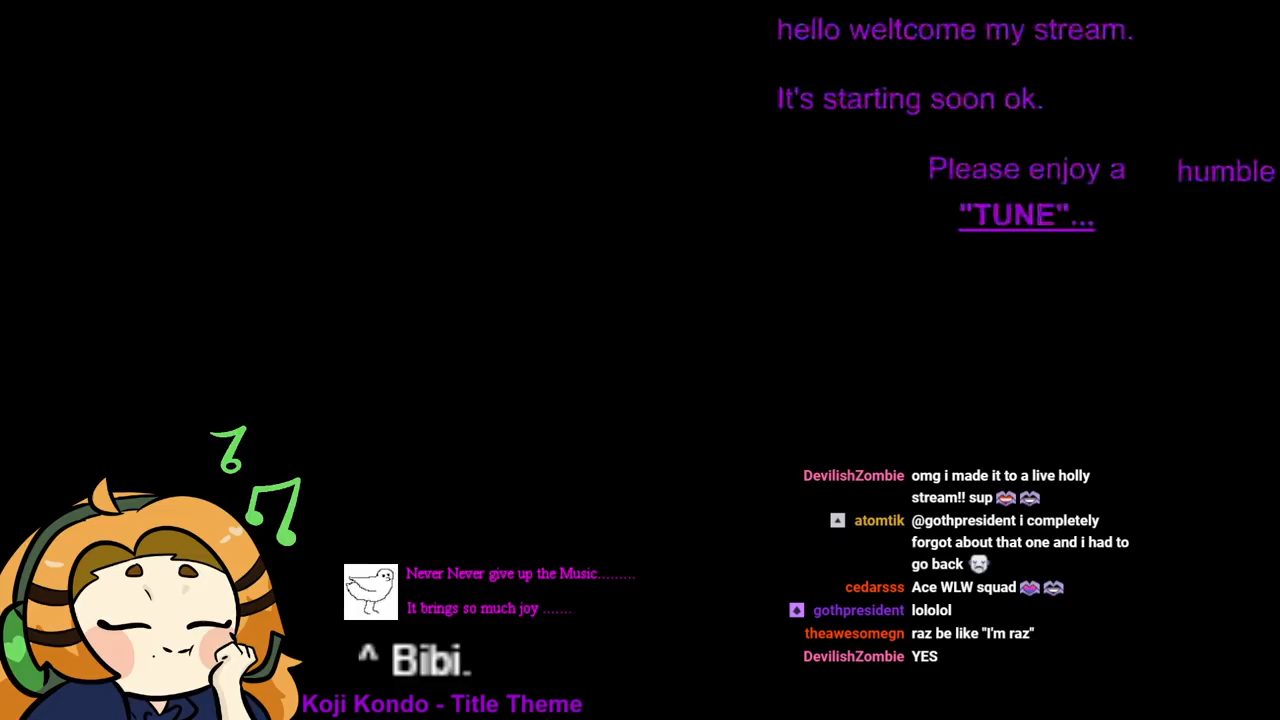 hello weltcome my stream.
It's starting soon ok.
Please enjoy a humble
"TUNE"...
DevilishZombie omg i made it to a live holly
stream!! sup
atomtik @gothpresident i completely
forgot about that one and i had to
go back
cedarsss Ace WLW squad
gothpresident lololol
theawesomegn raz be like "I'm raz"
DevilishZombie YES
Never Never give up the Music.........
It brings so much joy .......
^ Bibi.
Koji Kondo - Title Theme